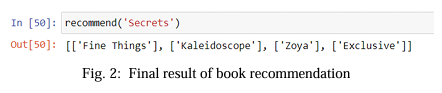 In [50]: recommend('Secrets')
Out[50]: [['Fine Things'], ['Kaleidoscope'], ['Zoya'], ['Exclusive']]
Fig. 2: Final result of book recommendation